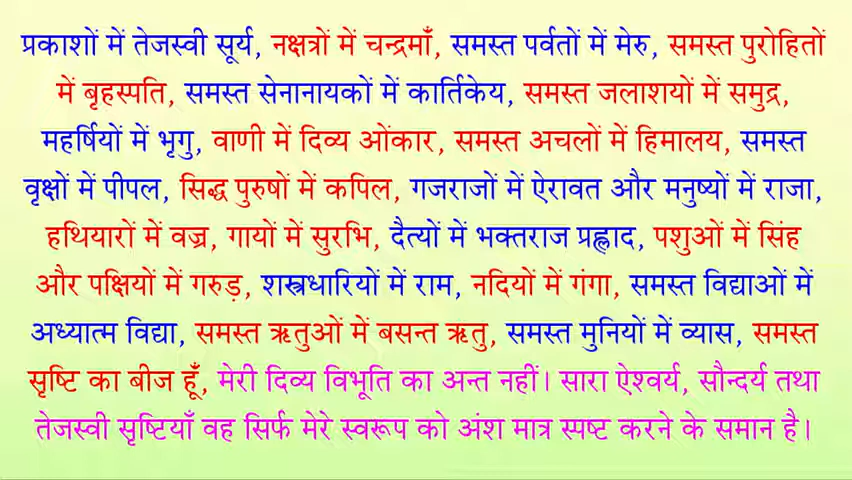 प्रकाशों में तेजस्वी सूर्य, नक्षत्रों में चन्द्रमाँ, समस्त पर्वतों में मेरु, समस्त पुरोहितों
में बृहस्पति, समस्त सेनानायकों में कार्तिकेय, समस्त जलाशयों में समुद्र,
महर्षियों में भृगु, वाणी में दिव्य ओंकार, समस्त अचलों में हिमालय, समस्त
वृक्षों में पीपल, सिद्ध पुरुषों में कपिल, गजराजों में ऐरावत और मनुष्यों में राजा,
हथियारों में वज्र, गायों में सुरभि, दैत्यों में भक्तराज प्रह्लाद, पशुओं में सिंह
और पक्षियों में गरुड़, शस्त्रधारियों में राम, नदियों में गंगा, समस्त विद्याओं में
अध्यात्म विद्या, समस्त ऋतुओं में बसन्त ऋतु, समस्त मुनियों में व्यास, समस्त
सृष्टि का बीज हूँ, मेरी दिव्य विभूति का अन्त नहीं। सारा ऐश्वर्य, सौन्दर्य तथा
तेजस्वी सृष्टियाँ वह सिर्फ मेरे स्वरूप को अंश मात्र स्पष्ट करने के समान है।